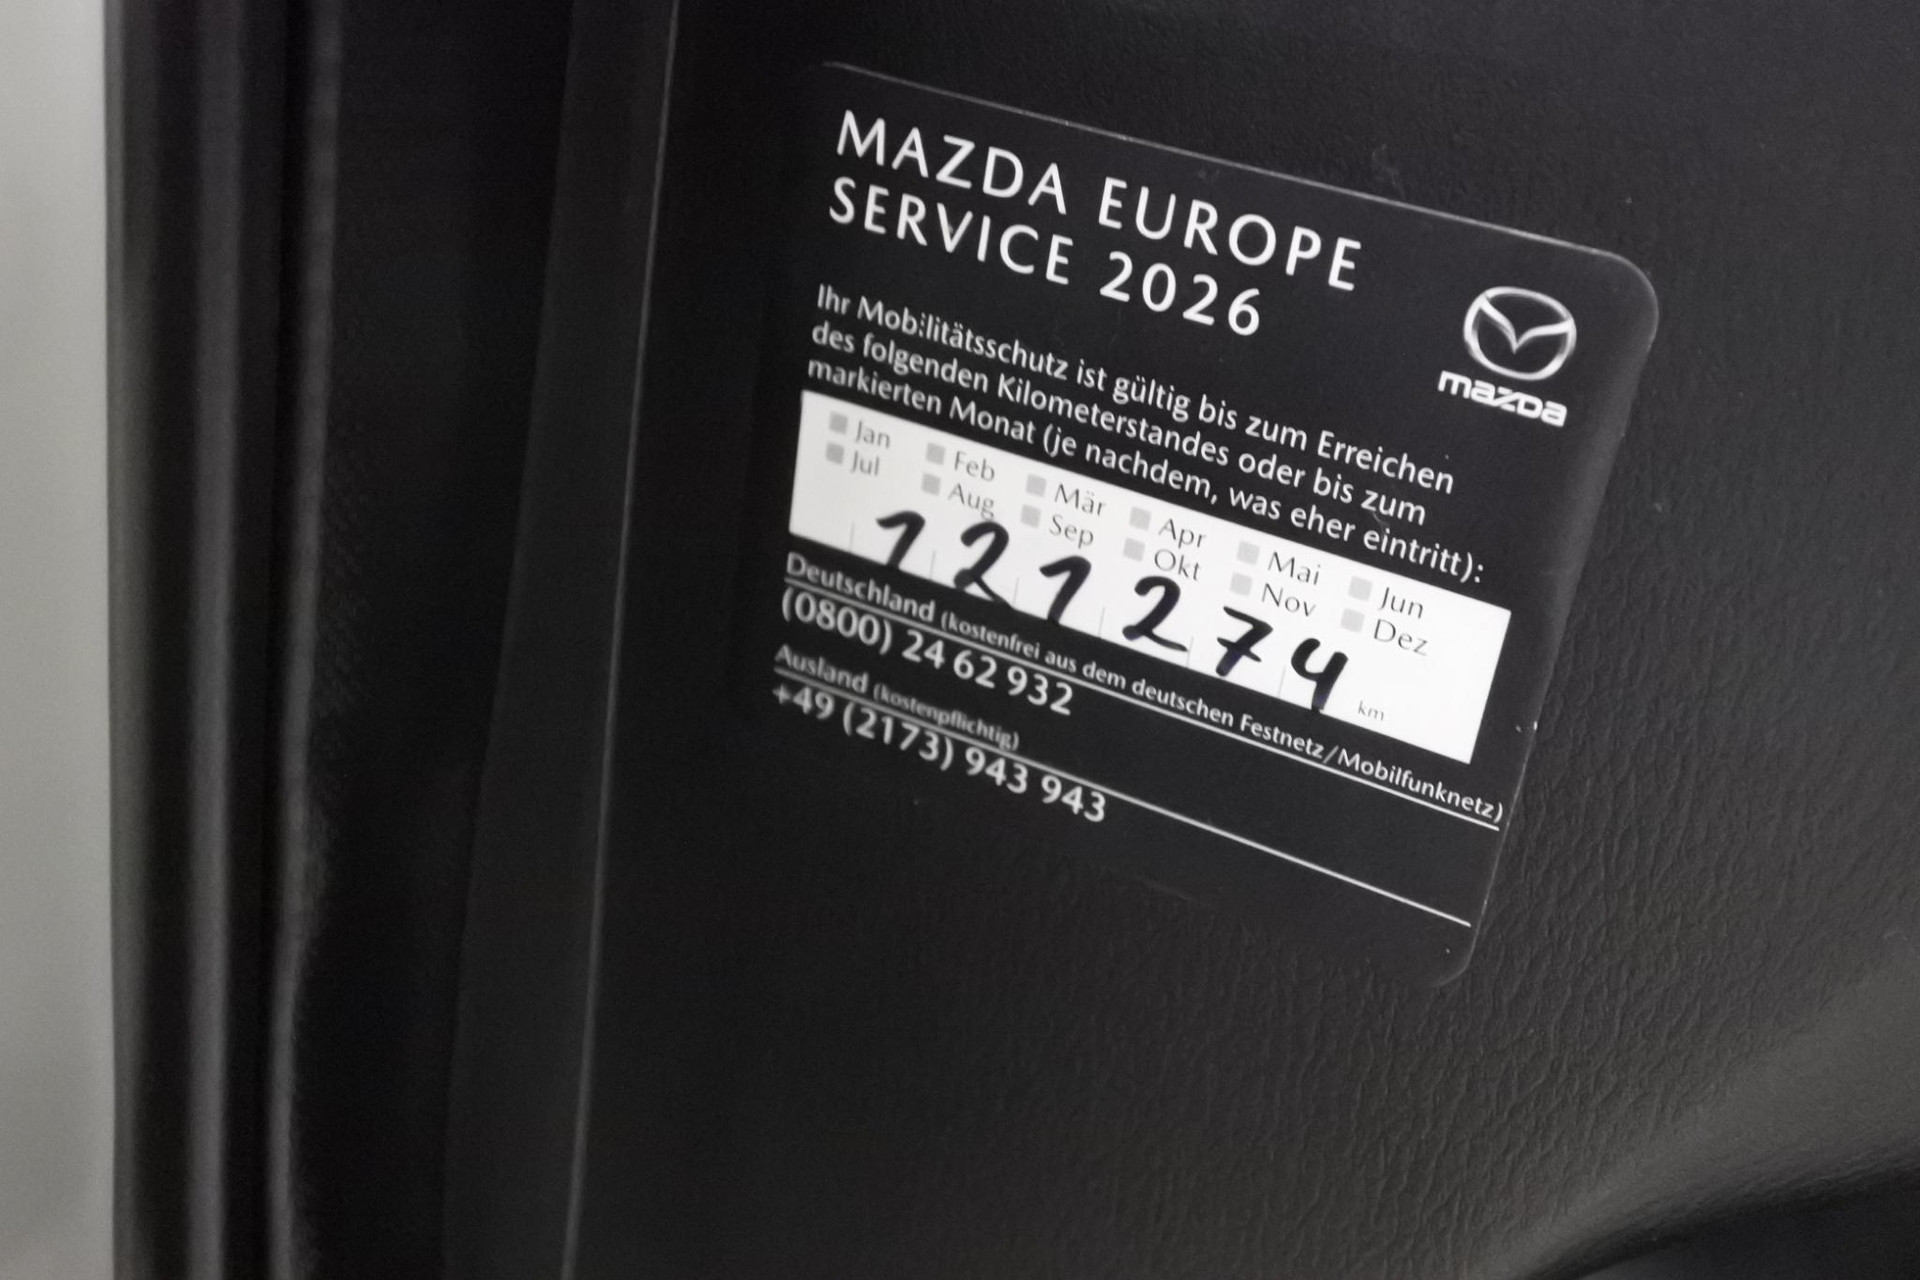 MAZDA EUROPE
SERVICE 2026
mazda
Ihr Mobilitätsschutz ist gültig bis zum Erreichen
des folgenden Kilometerstandes oder bis zum
markierten Monat (je nachdem, was eher eintritt):
Jan Feb Mär Apr Mai Jun
Jul Aug Sep Okt Nov Dez
121274 km
Deutschland (kostenfrei aus dem deutschen Festnetz/Mobilfunknetz)
(0800) 24 62 932
Ausland (kostenpflichtig)
+49 (2173) 943 943